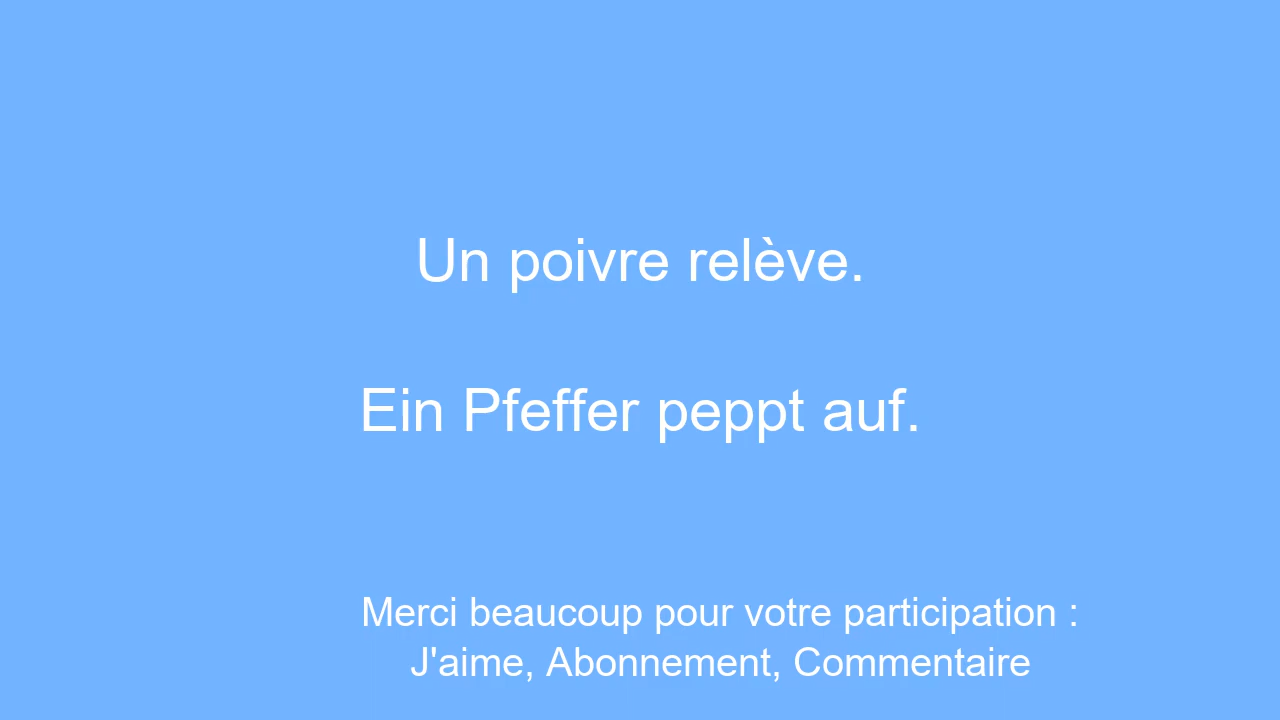 Un poivre relève.
Ein Pfeffer peppt auf.
Merci beaucoup pour votre participation :
J'aime, Abonnement, Commentaire